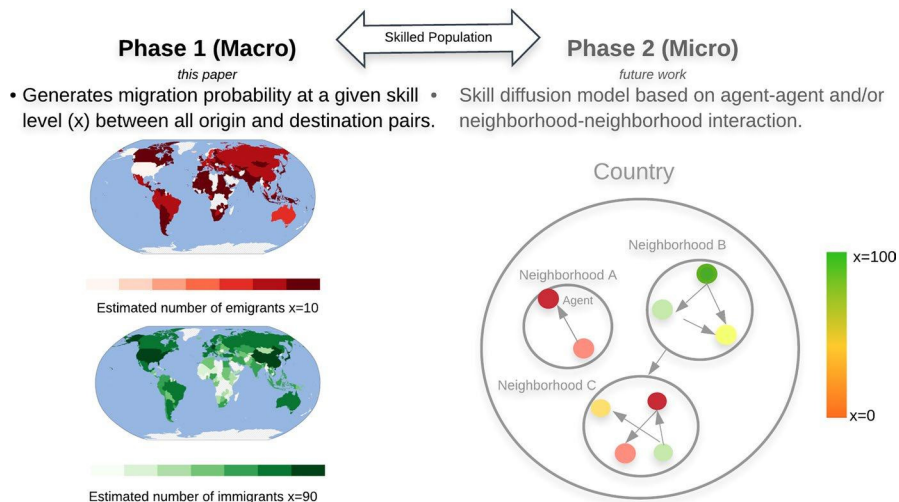 Skilled Population
Phase 1 (Macro)
this paper
• Generates migration probability at a given skill
level (x) between all origin and destination pairs.
Estimated number of emigrants x=10
Estimated number of immigrants x=90
Phase 2 (Micro)
future work
• Skill diffusion model based on agent-agent and/or
neighborhood-neighborhood interaction.
Country
Neighborhood B
Neighborhood A
Agent
Neighborhood C
x=100
x=0